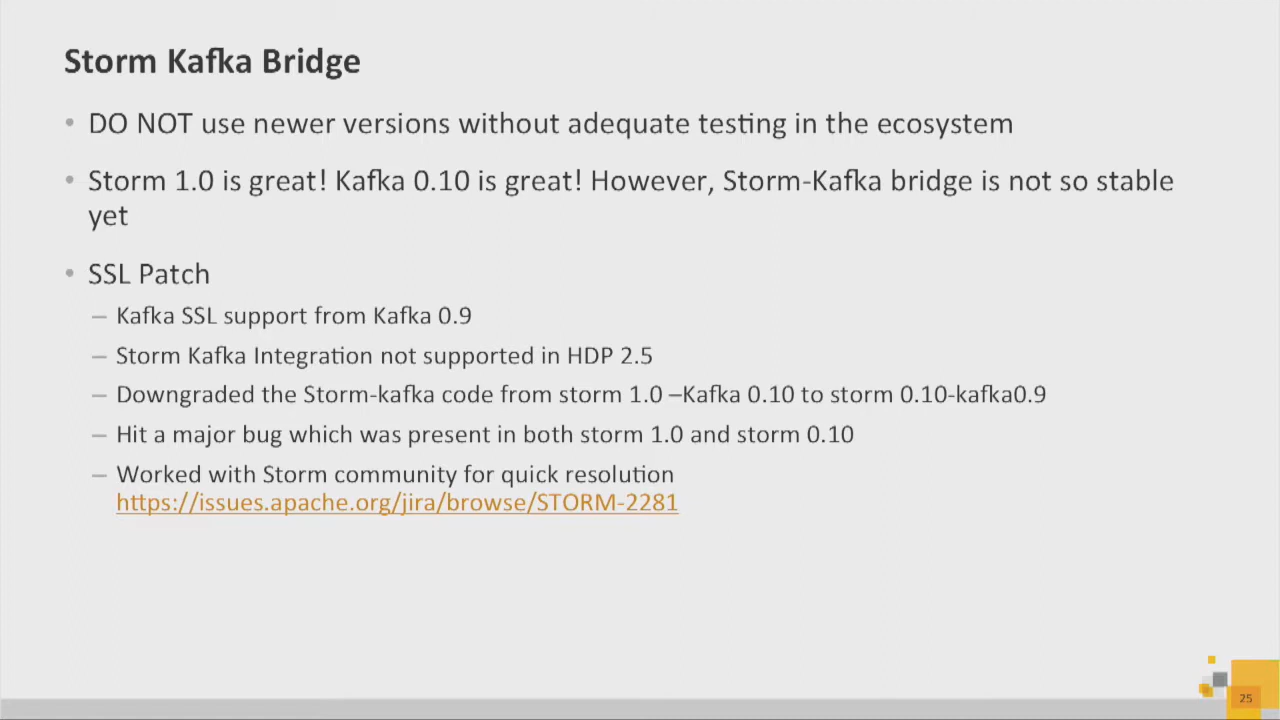 Storm Kafka Bridge
• DO NOT use newer versions without adequate testing in the ecosystem
• Storm 1.0 is great! Kafka 0.10 is great! However, Storm-Kafka bridge is not so stable
yet
• SSL Patch
– Kafka SSL support from Kafka 0.9
– Storm Kafka Integration not supported in HDP 2.5
– Downgraded the Storm-kafka code from storm 1.0 –Kafka 0.10 to storm 0.10-kafka0.9
– Hit a major bug which was present in both storm 1.0 and storm 0.10
– Worked with Storm community for quick resolution
https://issues.apache.org/jira/browse/STORM-2281
25